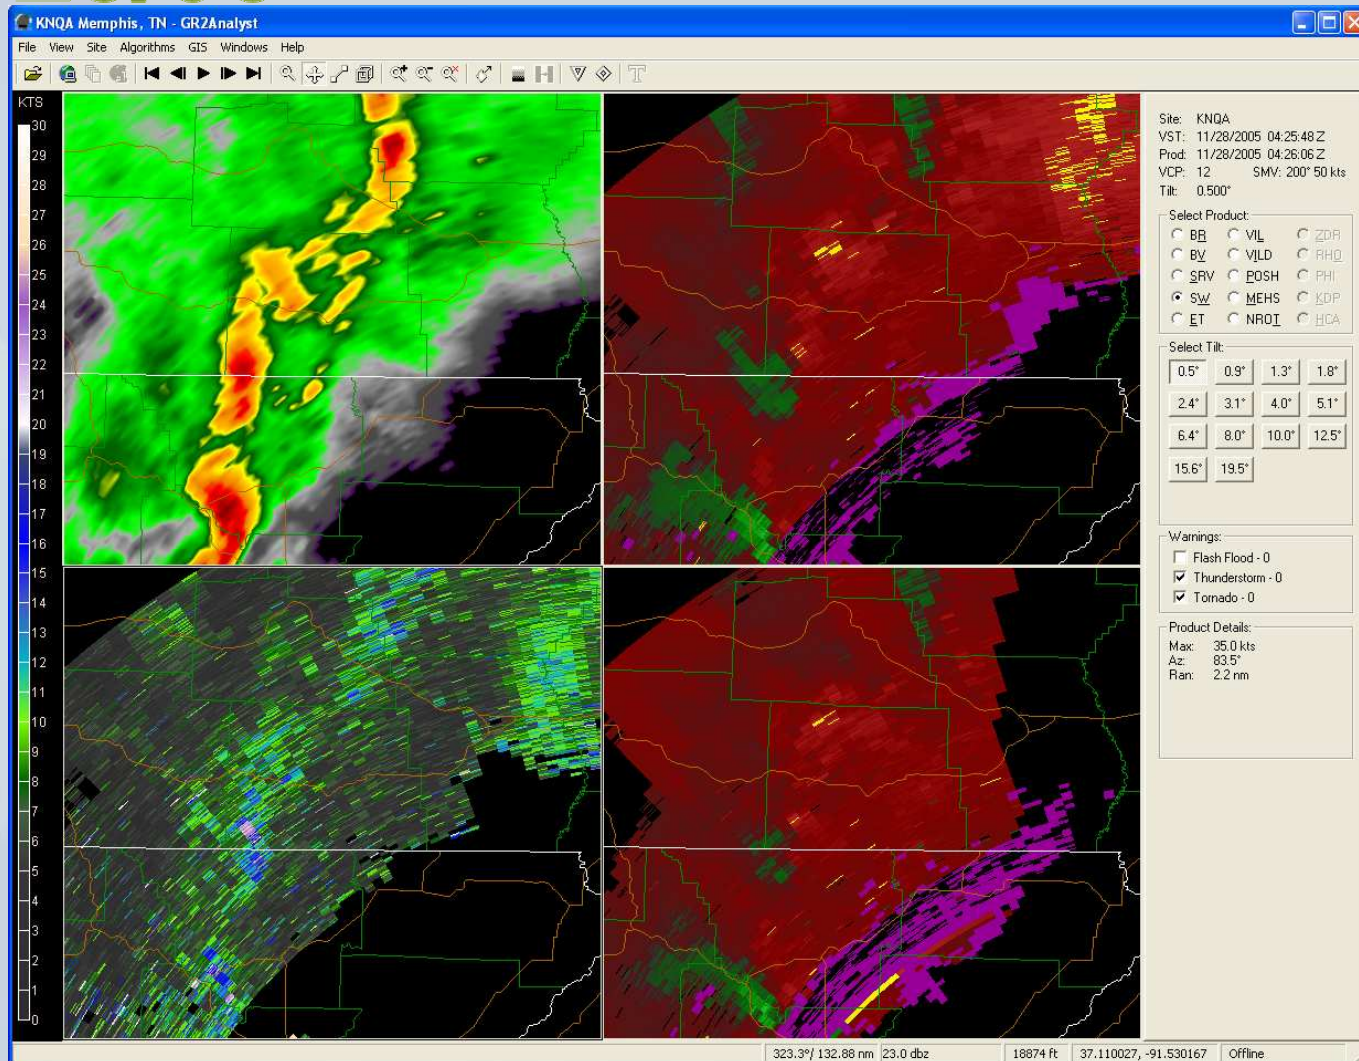 KNQA Memphis, TN - GR2Analyst
File View Site Algorithms GIS Windows Help
KTS
30
29
28
27
26
25
24
23
22
21
20
19
18
17
16
15
14
13
12
11
10
9
8
7
6
5
4
3
2
1
0
Site: KNQA
VST: 11/28/2005 04:25:48 Z
Prod: 11/28/2005 04:26:06 Z
VCP: 12 SMV: 200° 50 kts
Tilt: 0.500°
Select Product:
BR VIL ZDR
BV VILD RHO
SRV POSH PHI
SW MEHS KDP
ET NROT HCA
Select Tilt:
0.5° 0.9° 1.3° 1.8°
2.4° 3.1° 4.0° 5.1°
6.4° 8.0° 10.0° 12.5°
15.6° 19.5°
Warnings:
Flash Flood - 0
Thunderstorm - 0
Tornado - 0
Product Details:
Max: 35.0 kts
Az: 83.5°
Ran: 2.2 nm
323.3°/ 132.88 nm 23.0 dbz 18874 ft 37.110027, -91.530167 Offline